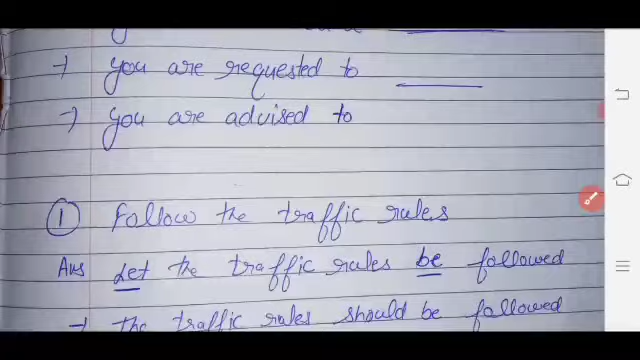 → you are requested to ______
→ you are advised to
① Follow the traffic rules
Ans Let the traffic rules be followed
→ The traffic rules should be followed